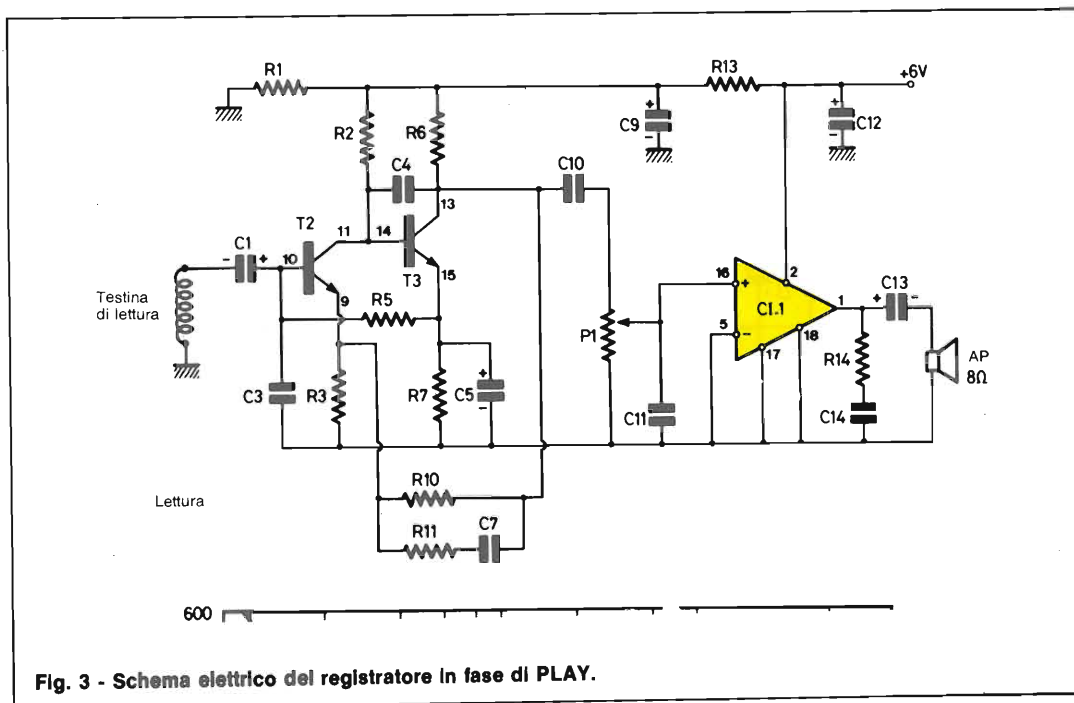 R1
R13
+6V
R2
R6
C9
+
-
C12
+
-
C4
C10
13
T2
11
14
C1
-
+
10
T3
15
Testina
di lettura
9
R5
16
+
2
CI.1
1
C13
+
-
5
-
P1
18
17
R14
AP
8Ω
C3
R3
R7
C5
+
-
C11
C14
Lettura
R10
R11
C7
600
Fig. 3 - Schema elettrico del registratore in fase di PLAY.